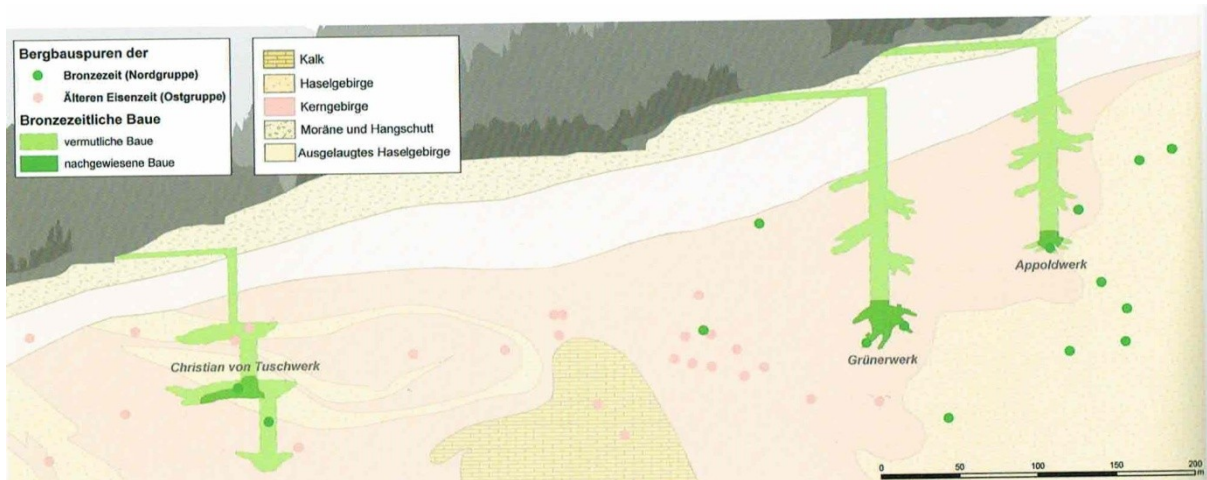 Bergbauspuren der
Bronzezeit (Nordgruppe)
Älteren Eisenzeit (Ostgruppe)
Bronzezeitliche Baue
vermutliche Baue
nachgewiesene Baue
Kalk
Haselgebirge
Kerngebirge
Moräne und Hangschutt
Ausgelaugtes Haselgebirge
Appoldwerk
Grünerwerk
Christian von Tuschwerk
0 50 100 150 200
m